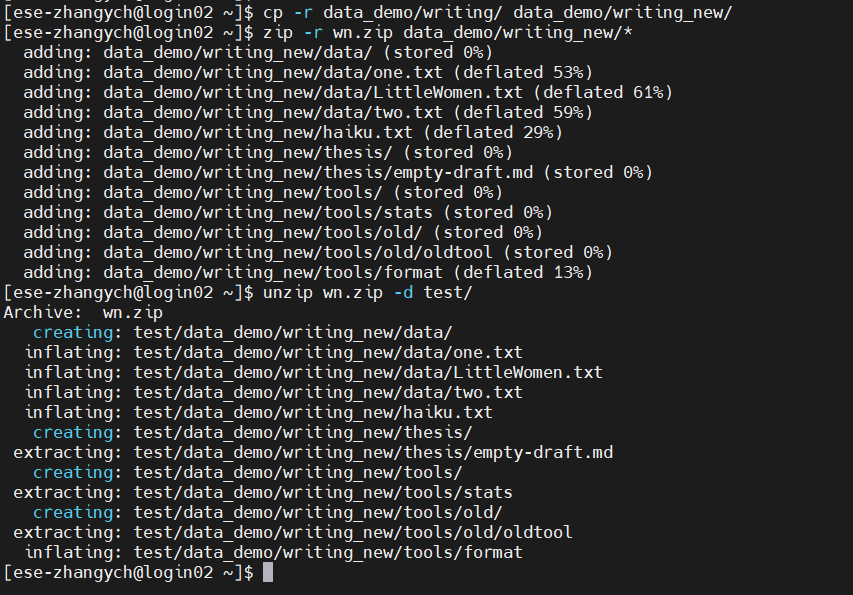 [ese-zhangych@login02 ~]$ cp -r data_demo/writing/ data_demo/writing_new/
[ese-zhangych@login02 ~]$ zip -r wn.zip data_demo/writing_new/*
  adding: data_demo/writing_new/data/ (stored 0%)
  adding: data_demo/writing_new/data/one.txt (deflated 53%)
  adding: data_demo/writing_new/data/LittleWomen.txt (deflated 61%)
  adding: data_demo/writing_new/data/two.txt (deflated 59%)
  adding: data_demo/writing_new/haiku.txt (deflated 29%)
  adding: data_demo/writing_new/thesis/ (stored 0%)
  adding: data_demo/writing_new/thesis/empty-draft.md (stored 0%)
  adding: data_demo/writing_new/tools/ (stored 0%)
  adding: data_demo/writing_new/tools/stats (stored 0%)
  adding: data_demo/writing_new/tools/old/ (stored 0%)
  adding: data_demo/writing_new/tools/old/oldtool (stored 0%)
  adding: data_demo/writing_new/tools/format (deflated 13%)
[ese-zhangych@login02 ~]$ unzip wn.zip -d test/
Archive:  wn.zip
   creating: test/data_demo/writing_new/data/
  inflating: test/data_demo/writing_new/data/one.txt
  inflating: test/data_demo/writing_new/data/LittleWomen.txt
  inflating: test/data_demo/writing_new/data/two.txt
  inflating: test/data_demo/writing_new/haiku.txt
   creating: test/data_demo/writing_new/thesis/
 extracting: test/data_demo/writing_new/thesis/empty-draft.md
   creating: test/data_demo/writing_new/tools/
 extracting: test/data_demo/writing_new/tools/stats
   creating: test/data_demo/writing_new/tools/old/
 extracting: test/data_demo/writing_new/tools/old/oldtool
  inflating: test/data_demo/writing_new/tools/format
[ese-zhangych@login02 ~]$